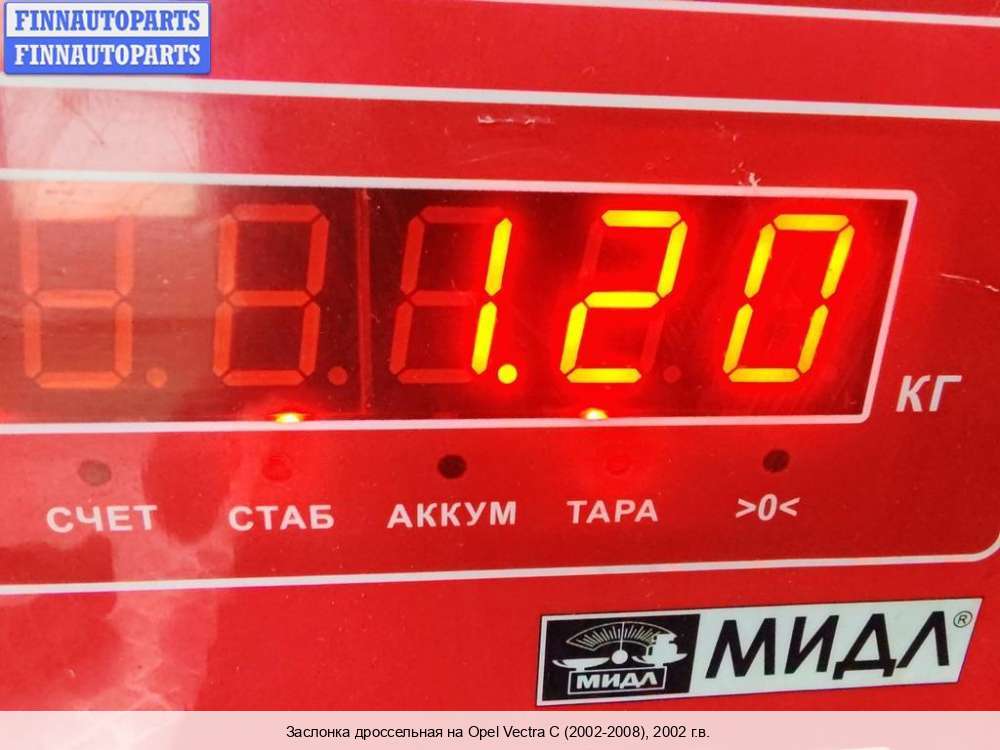 FINNAUTOPARTS
FINNAUTOPARTS
1.20
КГ
СЧЕТ СТАБ АККУМ ТАРА >0<
МИДЛ МИДЛ®
Заслонка дроссельная на Opel Vectra C (2002-2008), 2002 г.в.